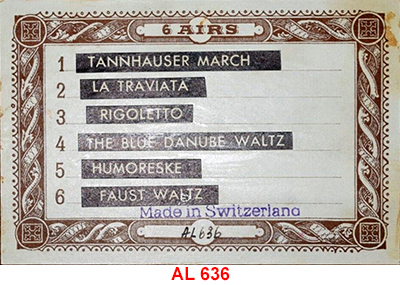 6 AIRS
1 TANNHAUSER MARCH
2 LA TRAVIATA
3 RIGOLETTO
4 THE BLUE DANUBE WALTZ
5 HUMORESKE
6 FAUST WALTZ
Made in Switzerland
AL636
AL 636